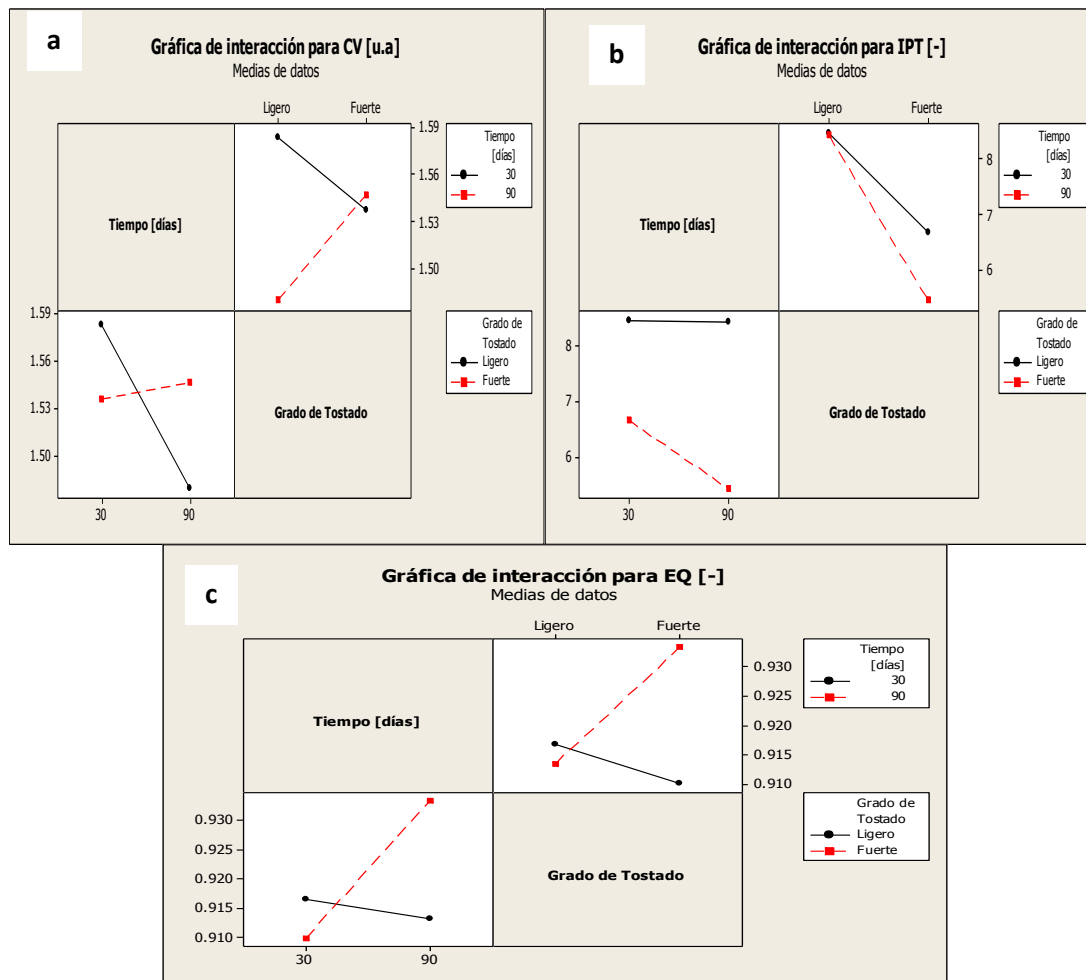 a
Gráfica de interacción para CV [u.a]
Medias de datos
Ligero
Fuerte
1.59
1.56
1.53
1.50
Tiempo
[días]
30
90
Tiempo [días]
1.59
1.56
1.53
1.50
Grado de
Tostado
Ligero
Fuerte
Grado de Tostado
30
90
b
Gráfica de interacción para IPT [-]
Medias de datos
Ligero
Fuerte
8
7
6
Tiempo
[días]
30
90
Tiempo [días]
8
7
6
Grado de
Tostado
Ligero
Fuerte
Grado de Tostado
30
90
c
Gráfica de interacción para EQ [-]
Medias de datos
Ligero
Fuerte
0.930
0.925
0.920
0.915
0.910
Tiempo
[días]
30
90
Tiempo [días]
0.930
0.925
0.920
0.915
0.910
Grado de
Tostado
Ligero
Fuerte
Grado de Tostado
30
90